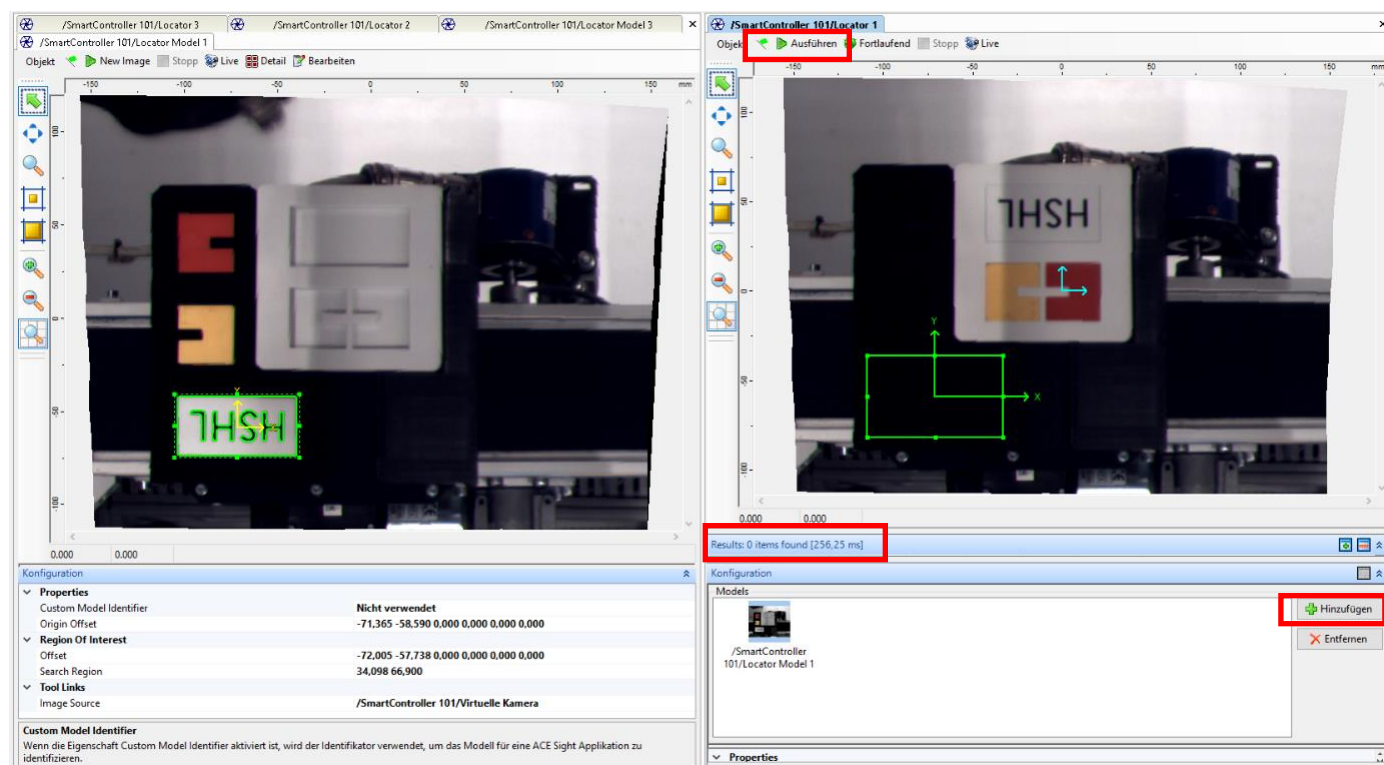 /SmartController 101/Locator 3
/SmartController 101/Locator 2
/SmartController 101/Locator Model 3
/SmartController 101/Locator Model 1
Objekt New Image Stopp Live Detail Bearbeiten
-150 -100 -50 0 50 100 150 mm
100
50
0
-50
-100
HSHL
Y
0.000 0.000
Konfiguration
Properties
Custom Model Identifier Nicht verwendet
Origin Offset -71,365 -58,590 0,000 0,000 0,000 0,000
Region Of Interest
Offset -72,005 -57,738 0,000 0,000 0,000 0,000
Search Region 34,098 66,900
Tool Links
Image Source /SmartController 101/Virtuelle Kamera
Custom Model Identifier
Wenn die Eigenschaft Custom Model Identifier aktiviert ist, wird der Identifikator verwendet, um das Modell für eine ACE Sight Applikation zu
identifizieren.
/SmartController 101/Locator 1
Objekt Ausführen Fortlaufend Stopp Live
-150 -100 -50 0 50 100 150 mm
100
50
0
-50
-100
HSHL
Y
X
0.000 0.000
Results: 0 items found [256,25 ms]
Konfiguration
Models
/SmartController
101/Locator Model 1
Hinzufügen
Entfernen
Properties